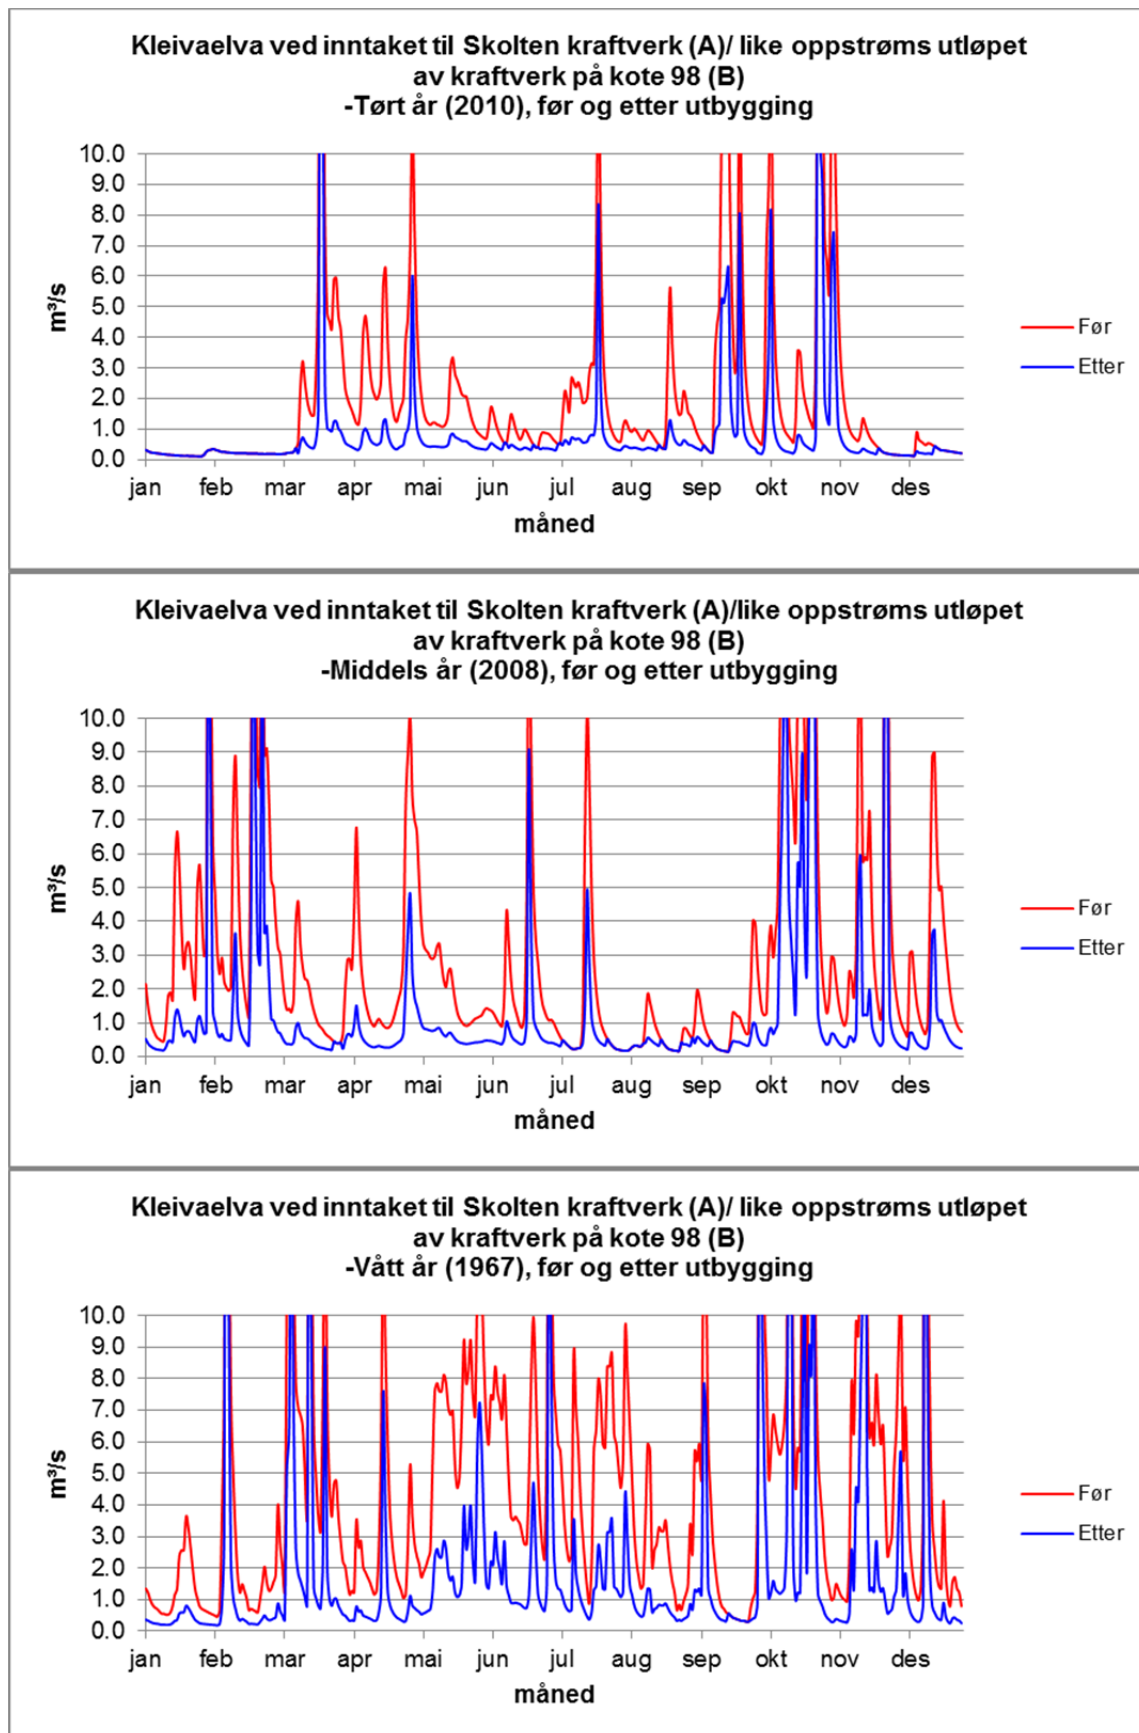 Kleivaelva ved inntaket til Skolten kraftverk (A)/ like oppstrøms utløpet
av kraftverk på kote 98 (B)
-Tørt år (2010), før og etter utbygging
10.0
9.0
8.0
7.0
6.0
5.0
4.0
3.0
2.0
1.0
0.0
m³/s
jan feb mar apr mai jun jul aug sep okt nov des
måned
Før
Etter
Kleivaelva ved inntaket til Skolten kraftverk (A)/like oppstrøms utløpet
av kraftverk på kote 98 (B)
-Middels år (2008), før og etter utbygging
10.0
9.0
8.0
7.0
6.0
5.0
4.0
3.0
2.0
1.0
0.0
m³/s
jan feb mar apr mai jun jul aug sep okt nov des
måned
Før
Etter
Kleivaelva ved inntaket til Skolten kraftverk (A)/ like oppstrøms utløpet
av kraftverk på kote 98 (B)
-Vått år (1967), før og etter utbygging
10.0
9.0
8.0
7.0
6.0
5.0
4.0
3.0
2.0
1.0
0.0
m³/s
jan feb mar apr mai jun jul aug sep okt nov des
måned
Før
Etter